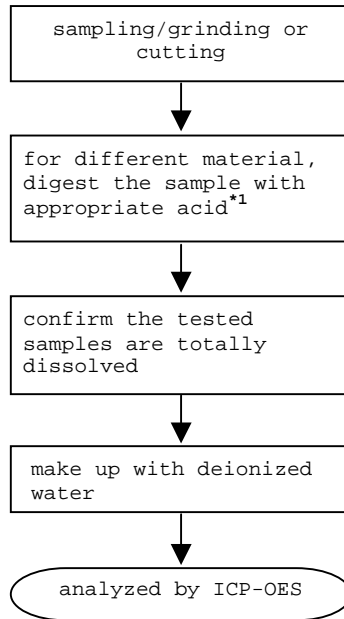 sampling/grinding or
cutting
for different material,
digest the sample with
appropriate acid*1
confirm the tested
samples are totally
dissolved
make up with deionized
water
analyzed by ICP-OES